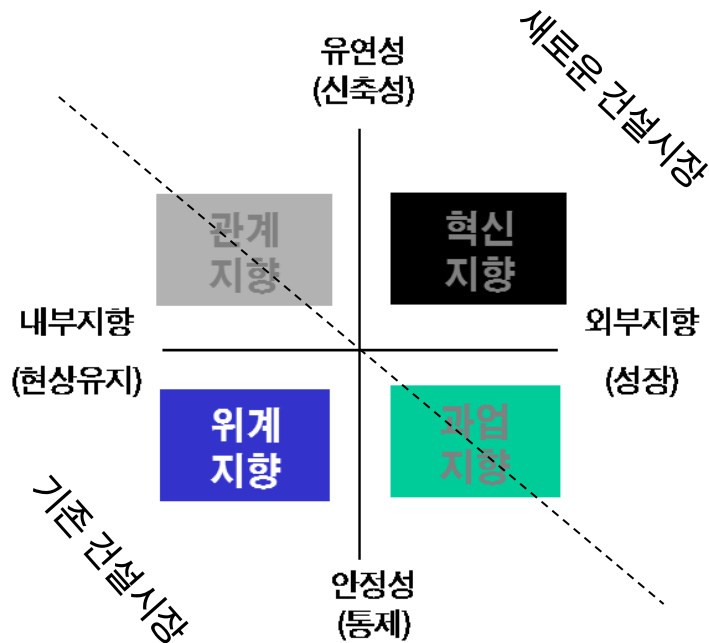 유연성
(신축성)
새로운 건설시장
관계
지향
혁신
지향
내부지향
(현상유지)
외부지향
(성장)
위계
지향
과업
지향
기존 건설시장
안정성
(통제)